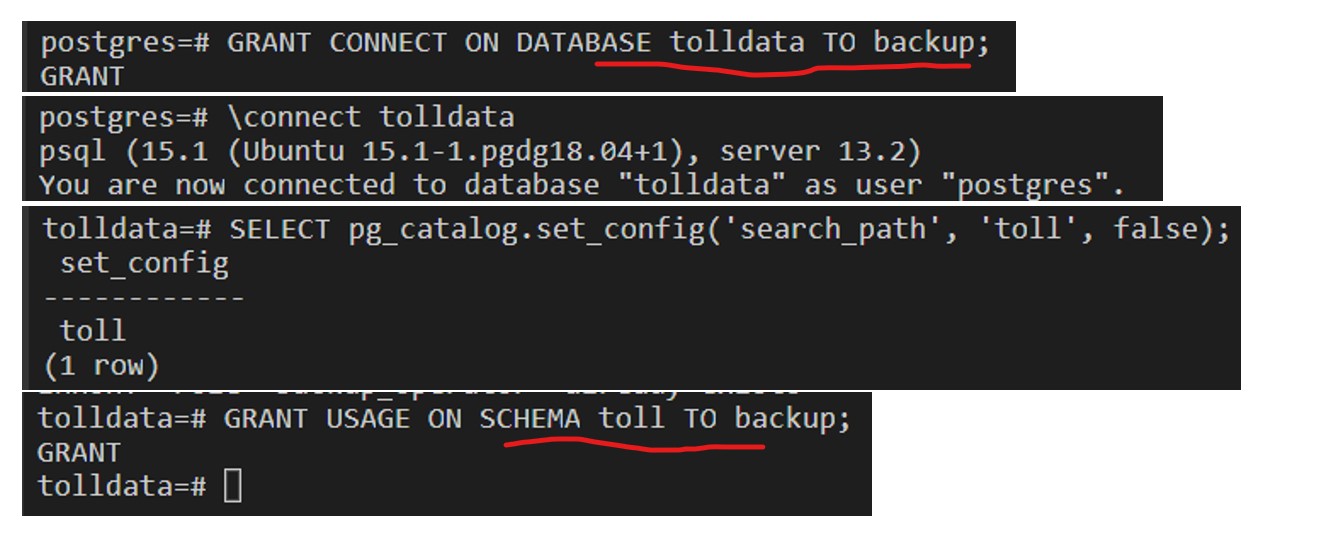 postgres=# GRANT CONNECT ON DATABASE tolldata TO backup;
GRANT
postgres=# \connect tolldata
psql (15.1 (Ubuntu 15.1-1.pgdg18.04+1), server 13.2)
You are now connected to database "tolldata" as user "postgres".
tolldata=# SELECT pg_catalog.set_config('search_path', 'toll', false);
set_config
------------
toll
(1 row)
tolldata=# GRANT USAGE ON SCHEMA toll TO backup;
GRANT
tolldata=#